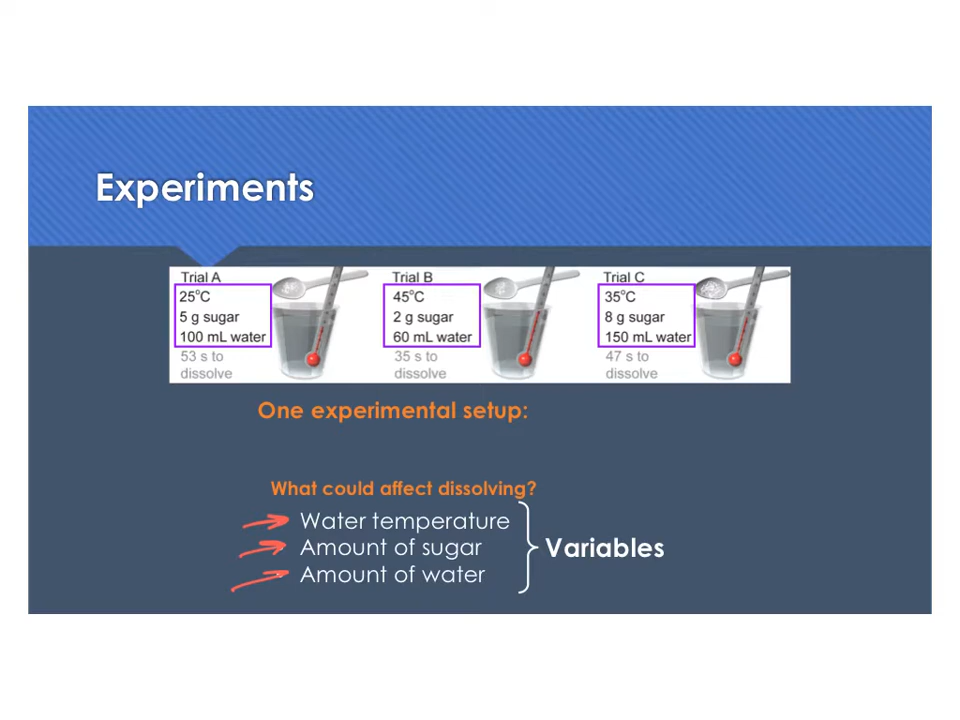 Experiments
Trial A
25°C
5 g sugar
100 mL water
53 s to
dissolve
Trial B
45°C
2 g sugar
60 mL water
35 s to
dissolve
Trial C
35°C
8 g sugar
150 mL water
47 s to
dissolve
One experimental setup:
What could affect dissolving?
Water temperature
Amount of sugar
Amount of water
Variables